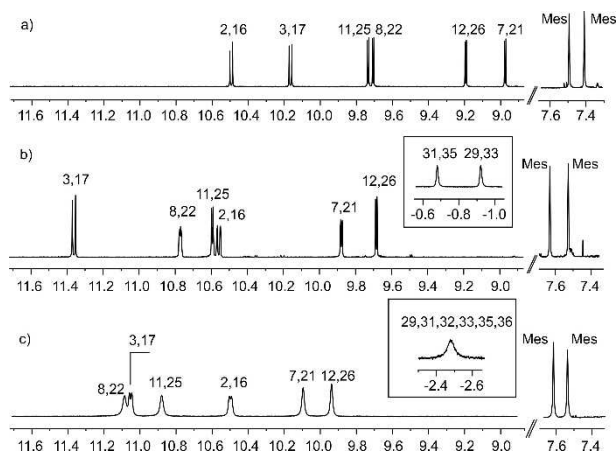 a)
2,16 3,17 11,25 8,22 12,26 7,21 Mes Mes
11.6 11.4 11.2 11.0 10.8 10.6 10.4 10.2 10.0 9.8 9.6 9.4 9.2 9.0 7.6 7.4
b)
3,17 8,22 11,25 2,16 7,21 12,26 Mes Mes
31,35 29,33
-0.6 -0.8 -1.0
11.6 11.4 11.2 11.0 10.8 10.6 10.4 10.2 10.0 9.8 9.6 9.4 9.2 9.0 7.6 7.4
c)
8,22 3,17 11,25 2,16 7,21 12,26 Mes Mes
29,31,32,33,35,36
-2.4 -2.6
11.6 11.4 11.2 11.0 10.8 10.6 10.4 10.2 10.0 9.8 9.6 9.4 9.2 9.0 7.6 7.4